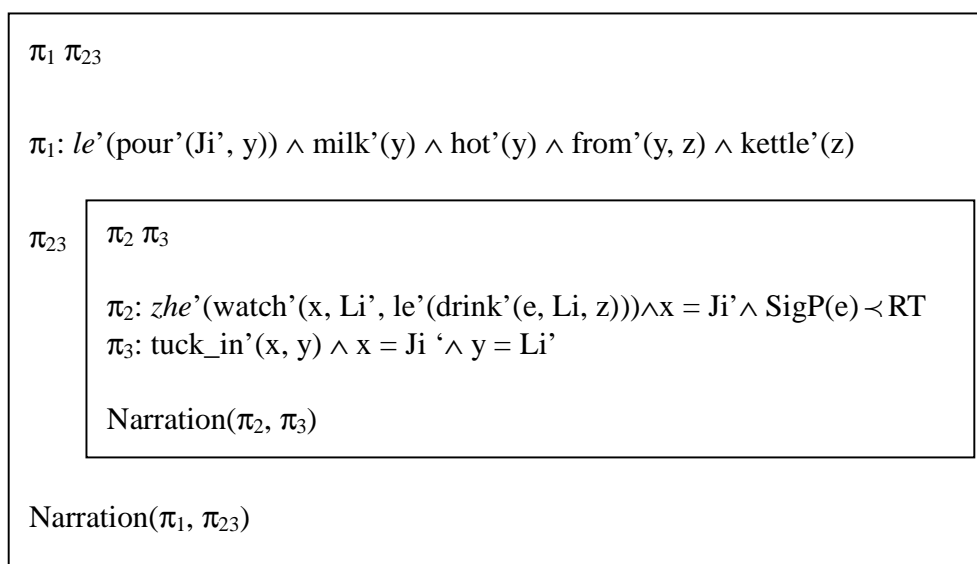 π₁ π₂₃
π₁: le’(pour’(Ji’, y)) ∧ milk’(y) ∧ hot’(y) ∧ from’(y, z) ∧ kettle’(z)
π₂₃
π₂ π₃
π₂: zhe’(watch’(x, Li’, le’(drink’(e, Li, z)))∧x = Ji’∧ SigP(e) ≺ RT
π₃: tuck_in’(x, y) ∧ x = Ji ‘∧ y = Li’
Narration(π₂, π₃)
Narration(π₁, π₂₃)